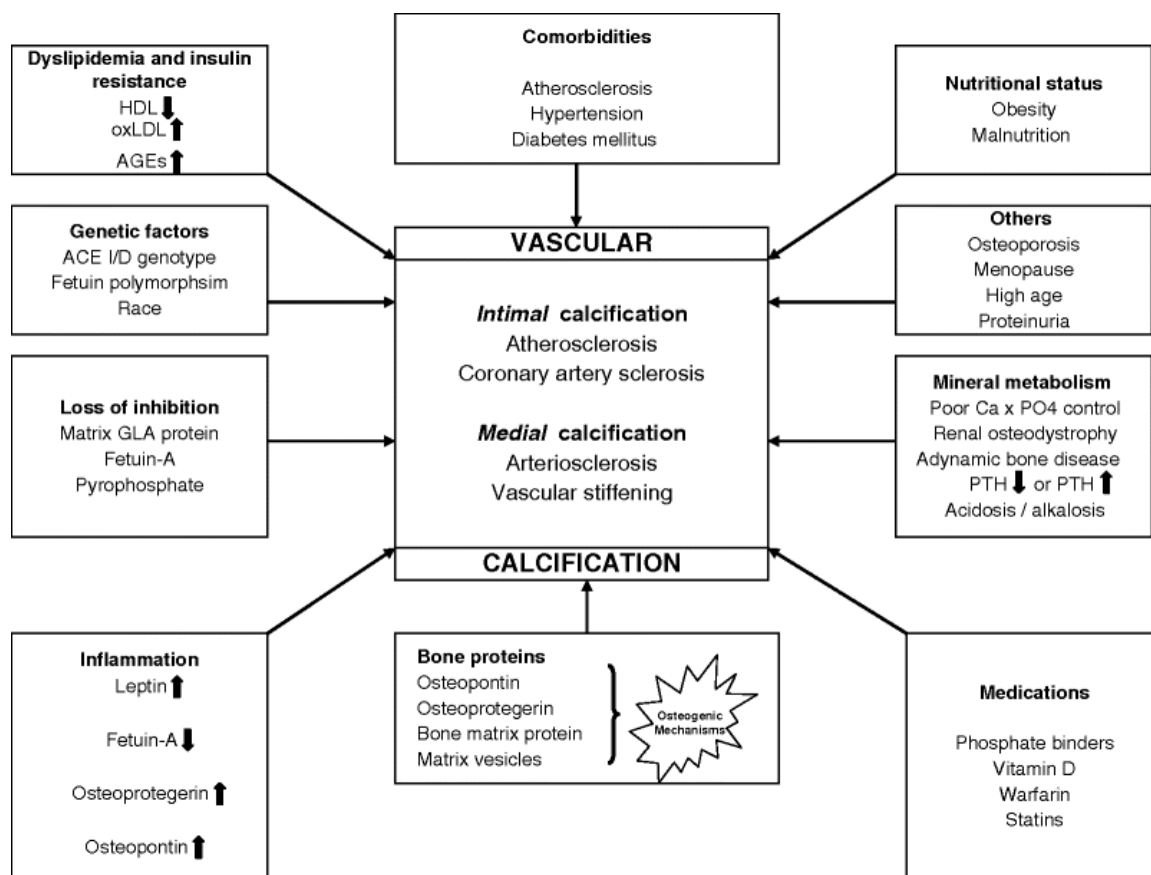 Dyslipidemia and insulin
resistance
HDL ⬇
oxLDL ⬆
AGEs ⬆
Comorbidities
Atherosclerosis
Hypertension
Diabetes mellitus
Nutritional status
Obesity
Malnutrition
Genetic factors
ACE I/D genotype
Fetuin polymorphsim
Race
VASCULAR
Intimal calcification
Atherosclerosis
Coronary artery sclerosis
Medial calcification
Arteriosclerosis
Vascular stiffening
CALCIFICATION
Others
Osteoporosis
Menopause
High age
Proteinuria
Loss of inhibition
Matrix GLA protein
Fetuin-A
Pyrophosphate
Mineral metabolism
Poor Ca x PO4 control
Renal osteodystrophy
Adynamic bone disease
PTH ⬇ or PTH ⬆
Acidosis / alkalosis
Inflammation
Leptin ⬆
Fetuin-A ⬇
Osteoprotegerin ⬆
Osteopontin ⬆
Bone proteins
Osteopontin
Osteoprotegerin
Bone matrix protein
Matrix vesicles
Osteogenic
Mechanisms
Medications
Phosphate binders
Vitamin D
Warfarin
Statins